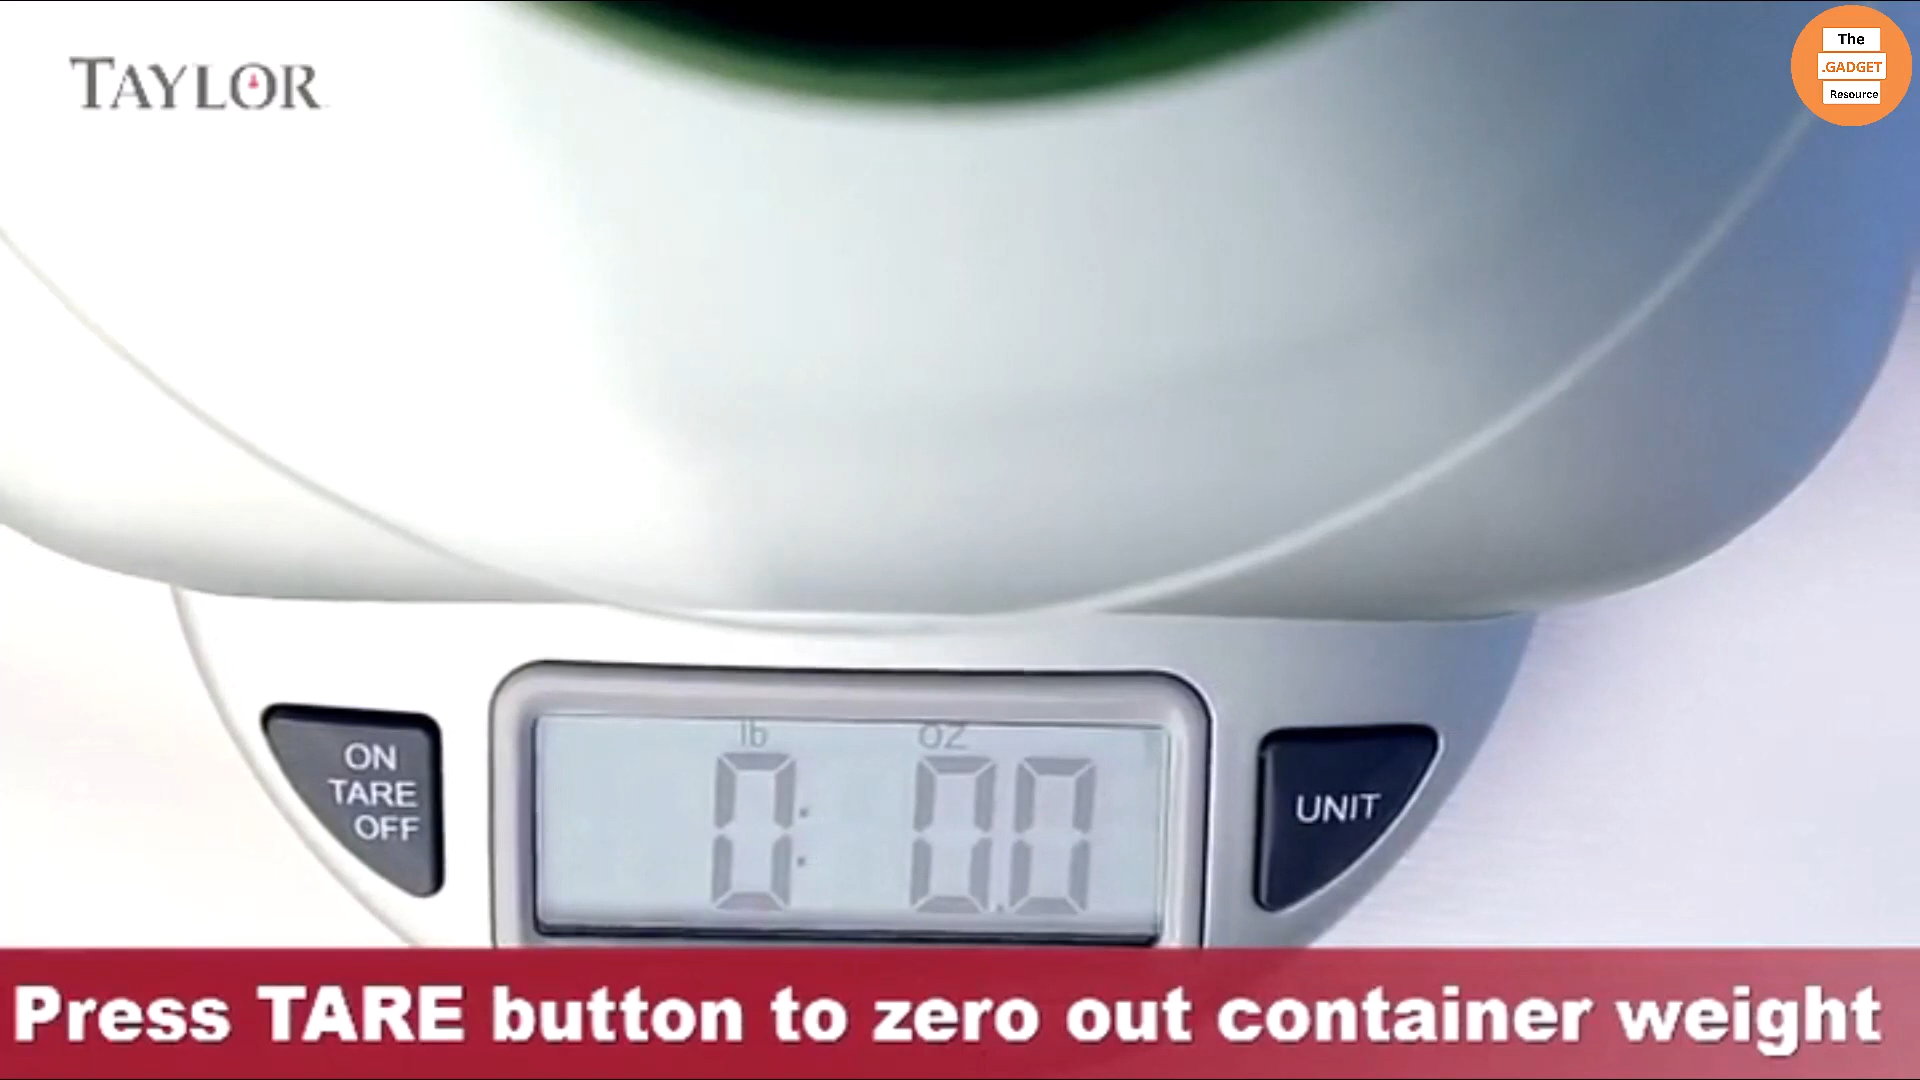 TAYLOR
The
.GADGET
Resource
lb oz
0: 0.0
ON
TARE
OFF
UNIT
Press TARE button to zero out container weight